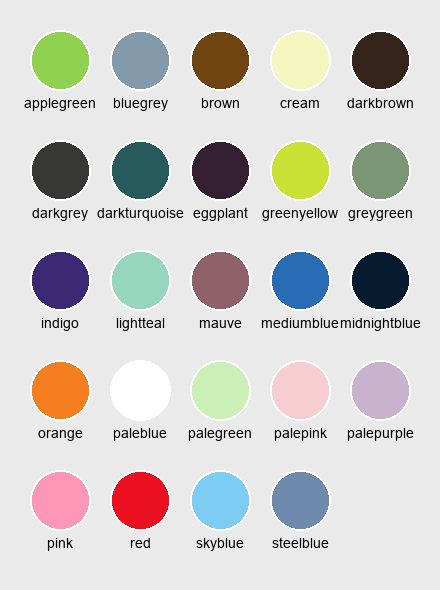 applegreen bluegrey brown cream darkbrown
darkgrey darkturquoise eggplant greenyellow greygreen
indigo lightteal mauve mediumblue midnightblue
orange paleblue palegreen palepink palepurple
pink red skyblue steelblue